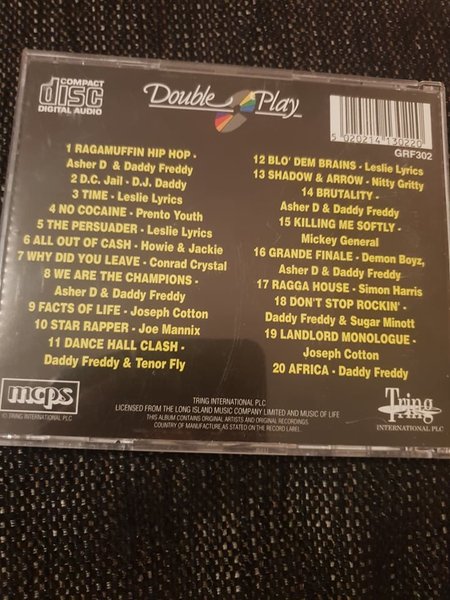 COMPACT
disc
DIGITAL AUDIO
Double Play
5 020214 130220
GRF302
1 RAGAMUFFIN HIP HOP -
Asher D & Daddy Freddy
2 D.C. Jail - D.J. Daddy
3 TIME - Leslie Lyrics
4 NO COCAINE - Prento Youth
5 THE PERSUADER - Leslie Lyrics
6 ALL OUT OF CASH - Howie & Jackie
7 WHY DID YOU LEAVE - Conrad Crystal
8 WE ARE THE CHAMPIONS -
Asher D & Daddy Freddy
9 FACTS OF LIFE - Joseph Cotton
10 STAR RAPPER - Joe Mannix
11 DANCE HALL CLASH -
Daddy Freddy & Tenor Fly
12 BLO' DEM BRAINS - Leslie Lyrics
13 SHADOW & ARROW - Nitty Gritty
14 BRUTALITY -
Asher D & Daddy Freddy
15 KILLING ME SOFTLY -
Mickey General
16 GRANDE FINALE - Demon Boyz,
Asher D & Daddy Freddy
17 RAGGA HOUSE - Simon Harris
18 DON'T STOP ROCKIN' -
Daddy Freddy & Sugar Minott
19 LANDLORD MONOLOGUE -
Joseph Cotton
20 AFRICA - Daddy Freddy
mcps
© TRING INTERNATIONAL PLC
TRING INTERNATIONAL PLC
LICENSED FROM THE LONG ISLAND MUSIC COMPANY LIMITED AND MUSIC OF LIFE
THIS ALBUM CONTAINS ORIGINAL ARTISTS AND ORIGINAL RECORDINGS
COUNTRY OF MANUFACTURE AS STATED ON THE RECORD LABEL.
Tring
INTERNATIONAL PLC